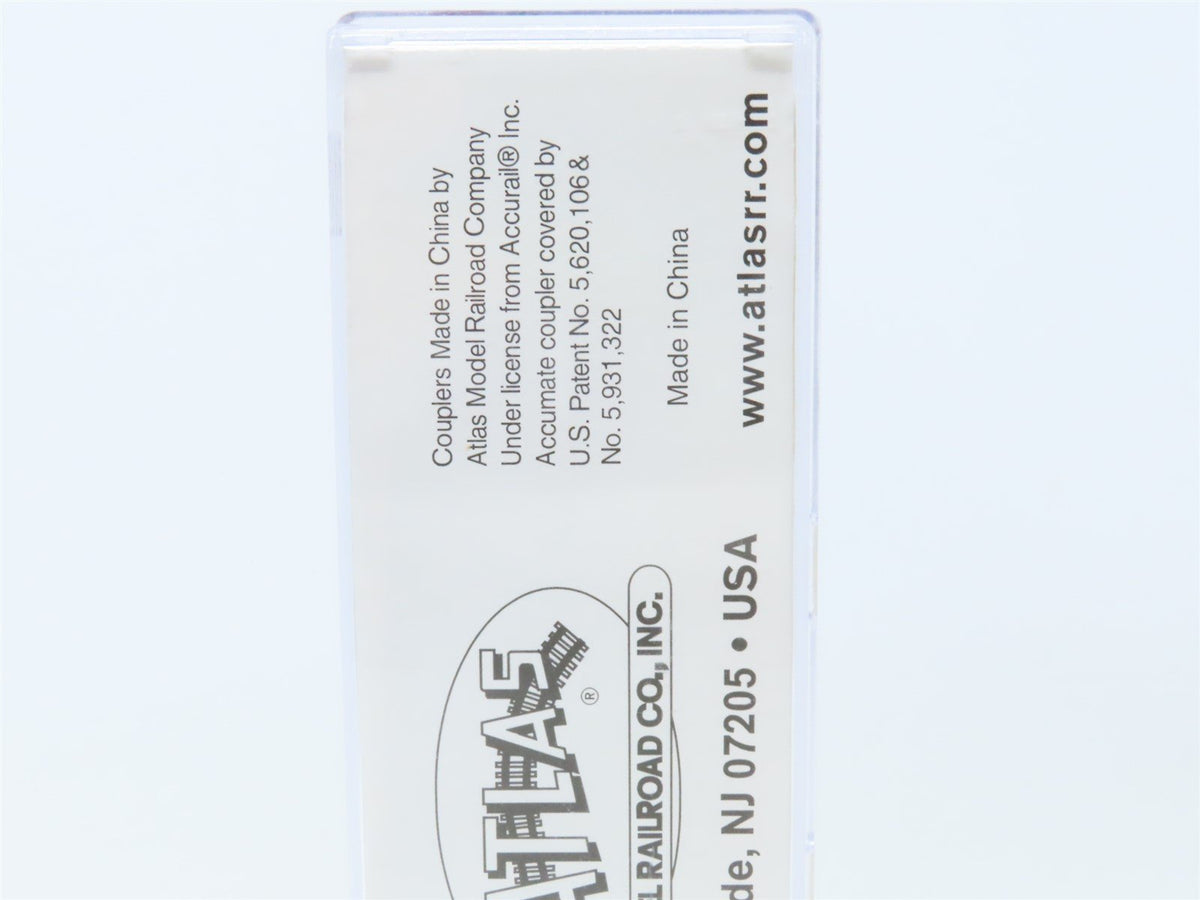 Couplers Made in China by
Atlas Model Railroad Company
Under license from Accurail® Inc.
Accumate coupler covered by
U.S. Patent No. 5,620,106 &
No. 5,931,322
Made in China
www.atlasrr.com
ATLAS
®
RAILROAD CO., INC.
NJ 07205 • USA